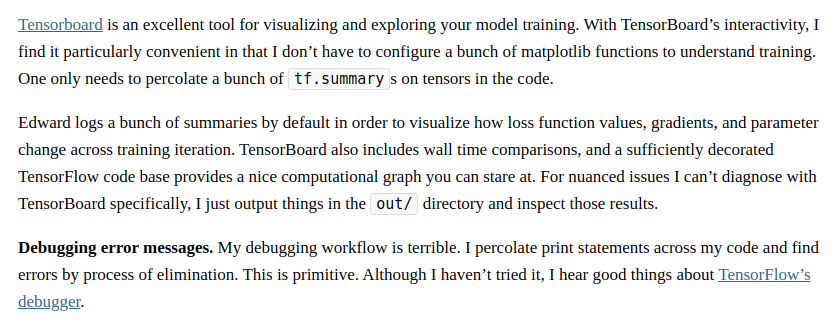 Tensorboard is an excellent tool for visualizing and exploring your model training. With TensorBoard’s interactivity, I
find it particularly convenient in that I don’t have to configure a bunch of matplotlib functions to understand training.
One only needs to percolate a bunch of tf.summarys on tensors in the code.
Edward logs a bunch of summaries by default in order to visualize how loss function values, gradients, and parameter
change across training iteration. TensorBoard also includes wall time comparisons, and a sufficiently decorated
TensorFlow code base provides a nice computational graph you can stare at. For nuanced issues I can’t diagnose with
TensorBoard specifically, I just output things in the out/ directory and inspect those results.
Debugging error messages. My debugging workflow is terrible. I percolate print statements across my code and find
errors by process of elimination. This is primitive. Although I haven’t tried it, I hear good things about TensorFlow’s
debugger.